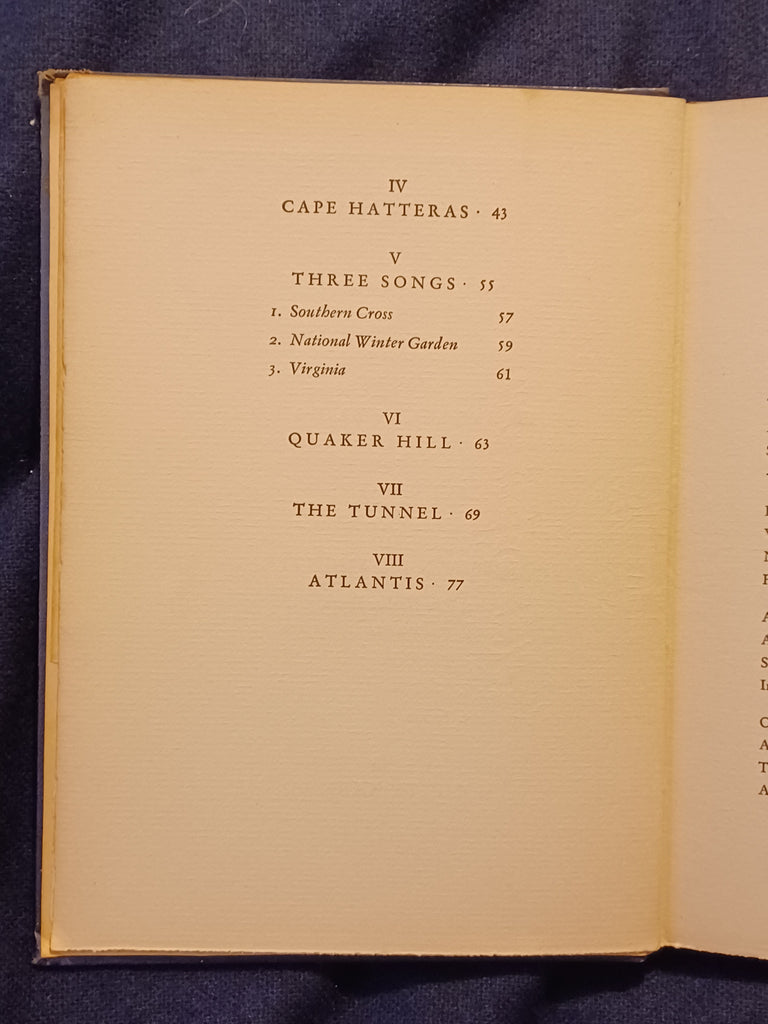 IV
CAPE HATTERAS · 43
V
THREE SONGS · 55
1. Southern Cross 57
2. National Winter Garden 59
3. Virginia 61
VI
QUAKER HILL · 63
VII
THE TUNNEL · 69
VIII
ATLANTIS · 77